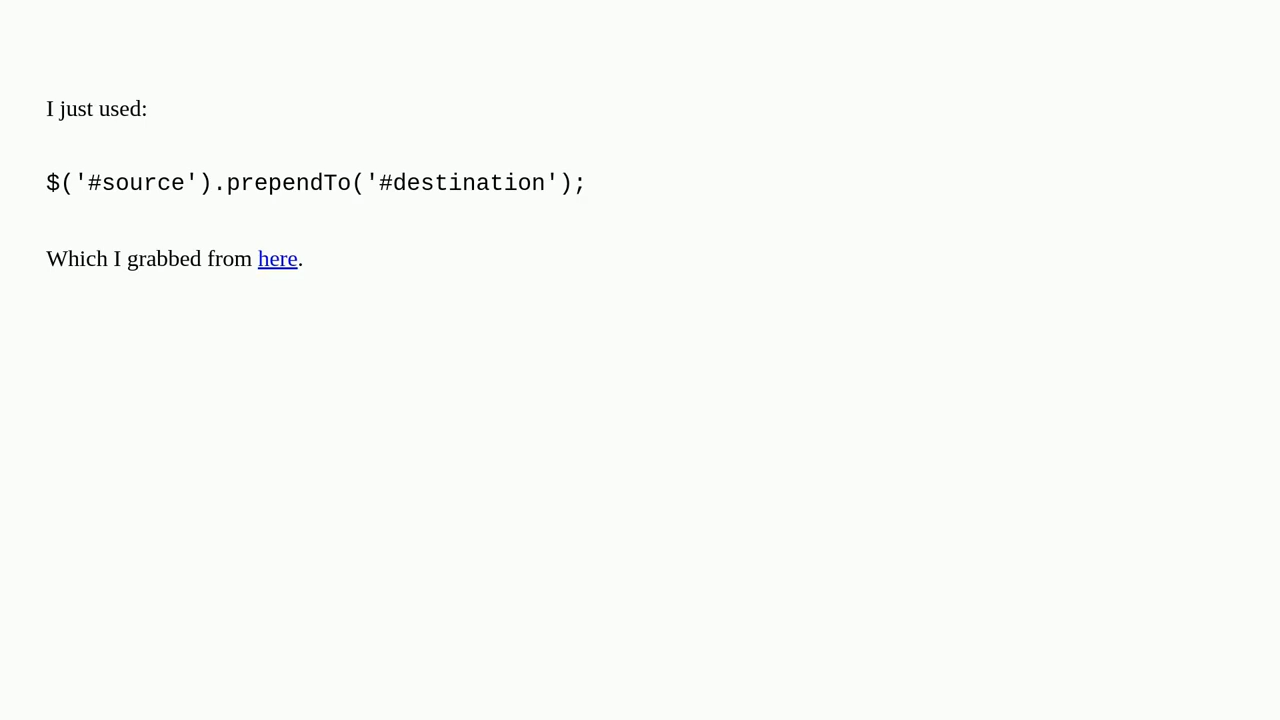 I just used:
$('#source').prependTo('#destination');
Which I grabbed from here.